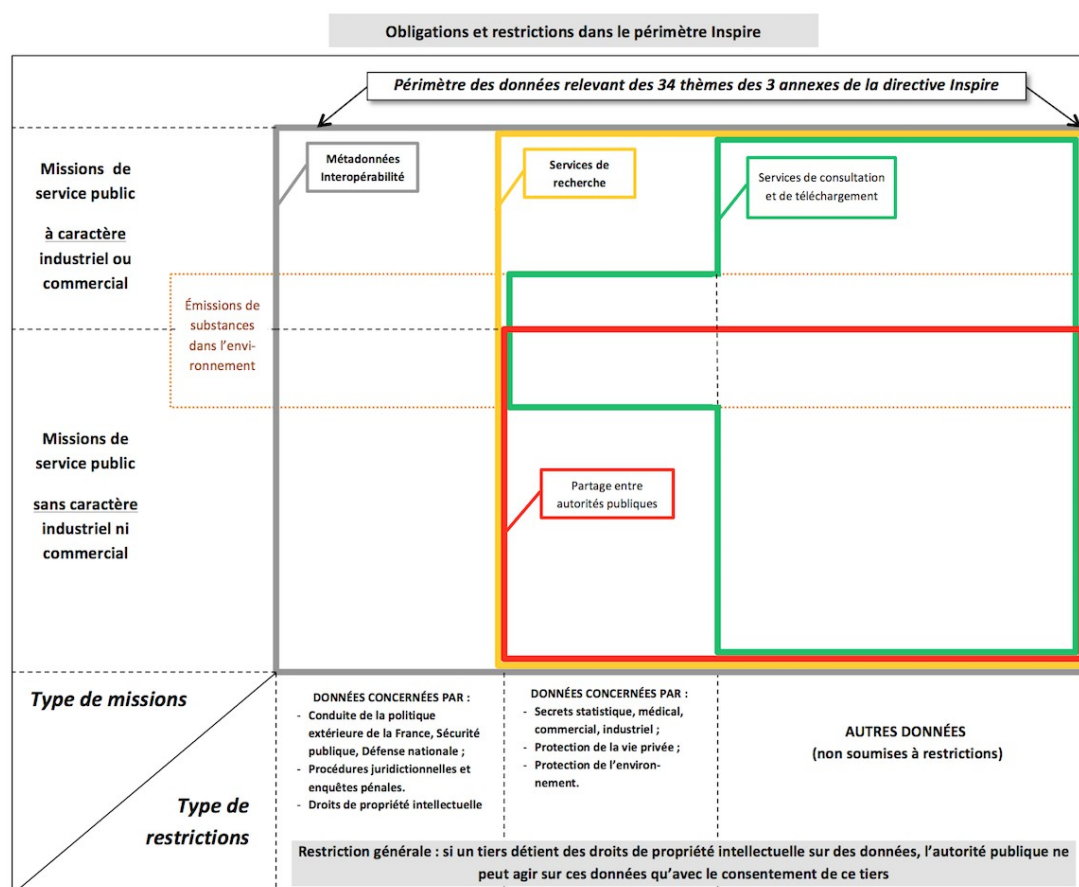 Obligations et restrictions dans le périmètre Inspire
Périmètre des données relevant des 34 thèmes des 3 annexes de la directive Inspire
Missions de
service public
à caractère
industriel ou
commercial
Métadonnées
Interopérabilité
Services de
recherche
Services de consultation
et de téléchargement
Émissions de
substances
dans l'envi-
ronnement
Missions de
service public
sans caractère
industriel ni
commercial
Partage entre
autorités publiques
Type de missions
Type de
restrictions
DONNÉES CONCERNÉES PAR :
- Conduite de la politique
extérieure de la France, Sécurité
publique, Défense nationale ;
- Procédures juridictionnelles et
enquêtes pénales.
- Droits de propriété intellectuelle
DONNÉES CONCERNÉES PAR :
- Secrets statistique, médical,
commercial, industriel ;
- Protection de la vie privée ;
- Protection de l'environ-
nement.
AUTRES DONNÉES
(non soumises à restrictions)
Restriction générale : si un tiers détient des droits de propriété intellectuelle sur des données, l'autorité publique ne
peut agir sur ces données qu'avec le consentement de ce tiers